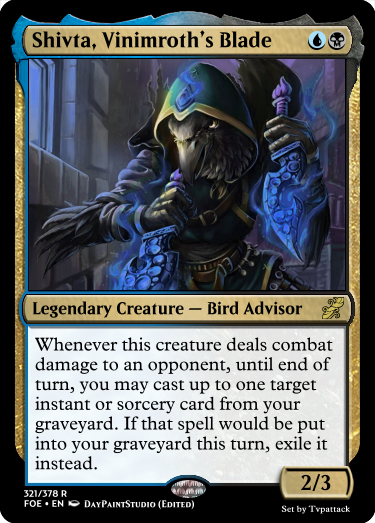 Shivta, Vinimroth's Blade
Legendary Creature — Bird Advisor
Whenever this creature deals combat
damage to an opponent, until end of
turn, you may cast up to one target
instant or sorcery card from your
graveyard. If that spell would be put
into your graveyard this turn, exile it
instead.
2/3
321/378 R
FOE • EN DayPaintStudio (Edited)
Set by Tvpattack